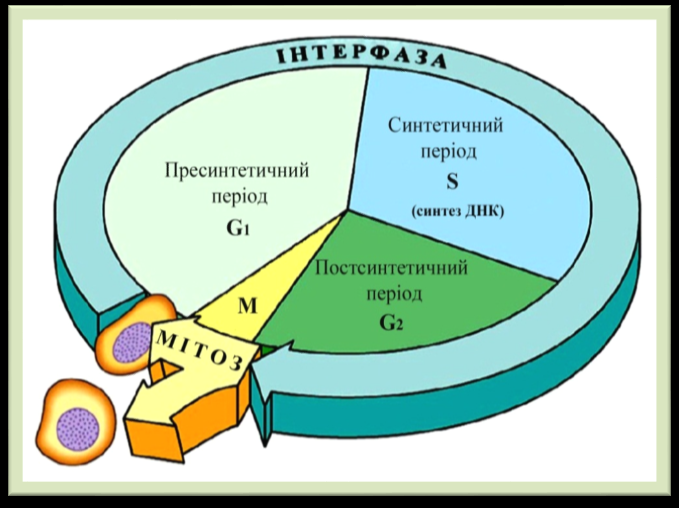 ІНТЕРФАЗА
Синтетичний
період
S
(синтез ДНК)
Пресинтетичний
період
G1
Постсинтетичний
період
G2
М
МІТОЗ